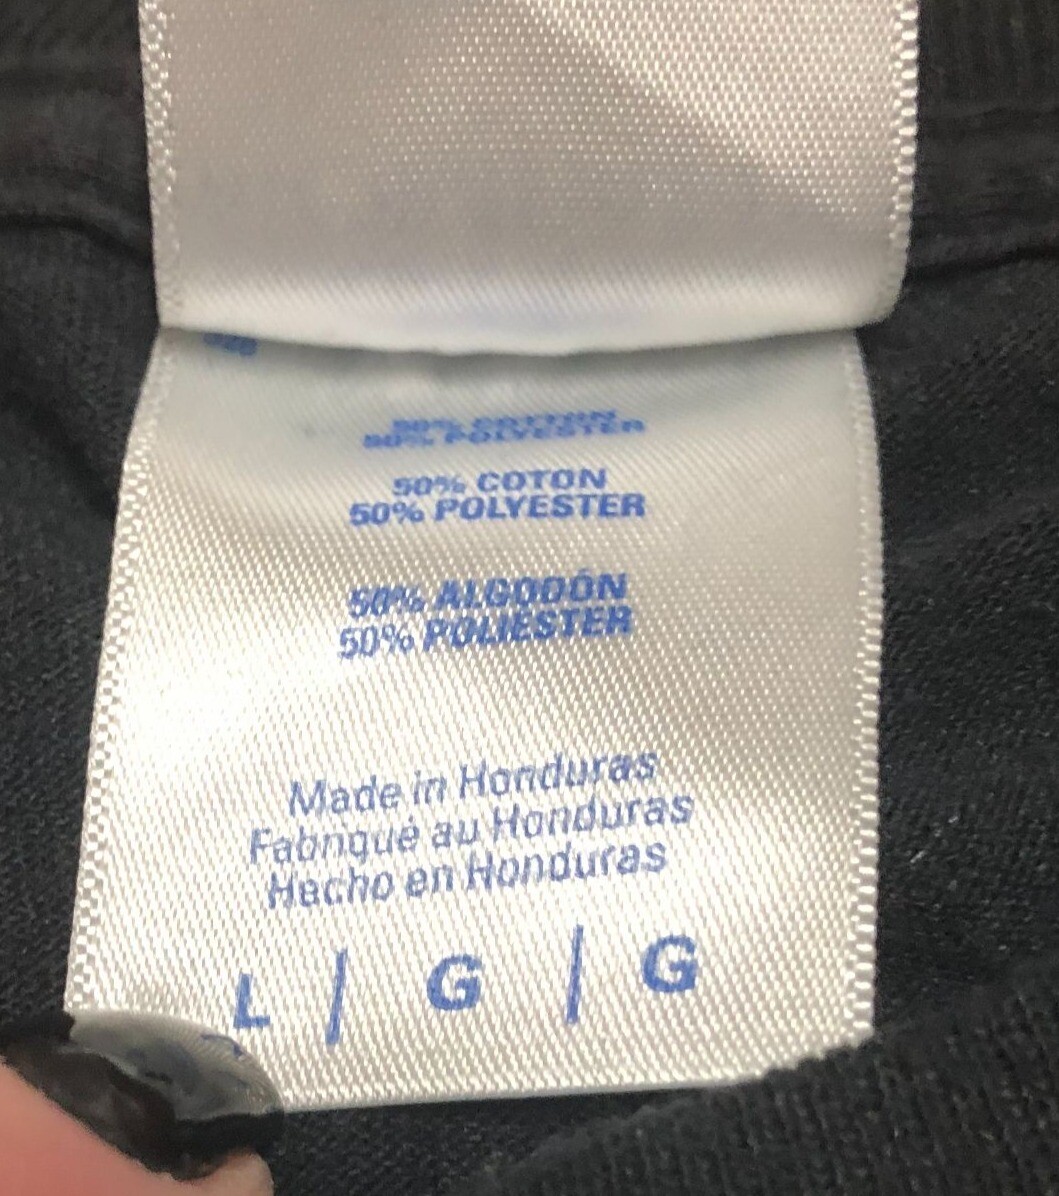 50% COTTON
50% POLYESTER
50% COTON
50% POLYESTER
50% ALGODÓN
50% POLIESTER
Made in Honduras
Fabriqué au Honduras
Hecho en Honduras
L / G / G